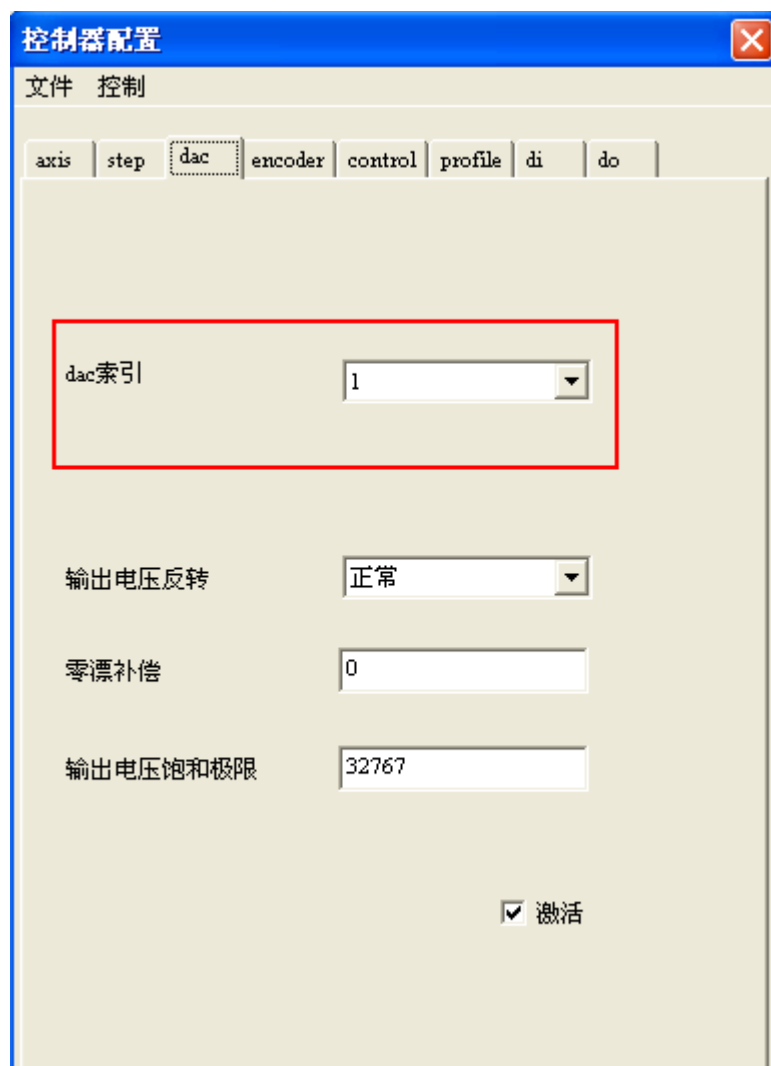 控制器配置
文件 控制
axis step dac encoder control profile di do
dac索引 1
输出电压反转 正常
零漂补偿 0
输出电压饱和极限 32767
激活